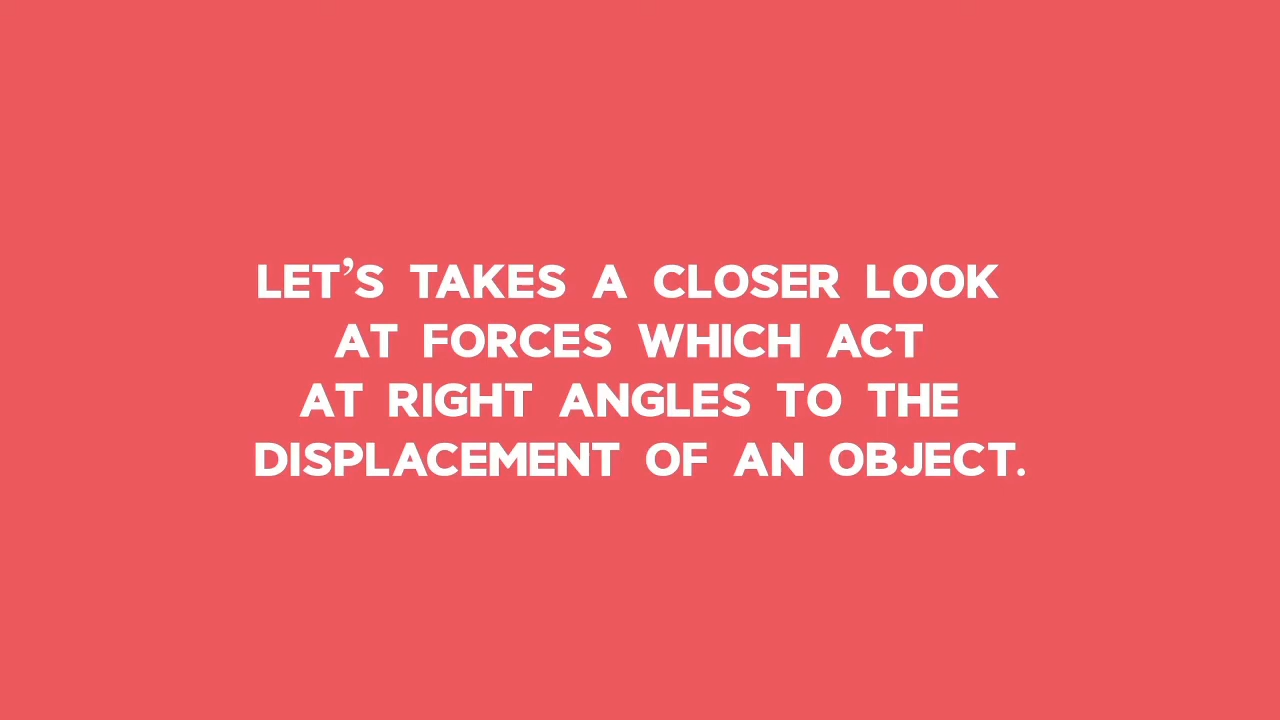 LET'S TAKES A CLOSER LOOK
AT FORCES WHICH ACT
AT RIGHT ANGLES TO THE
DISPLACEMENT OF AN OBJECT.